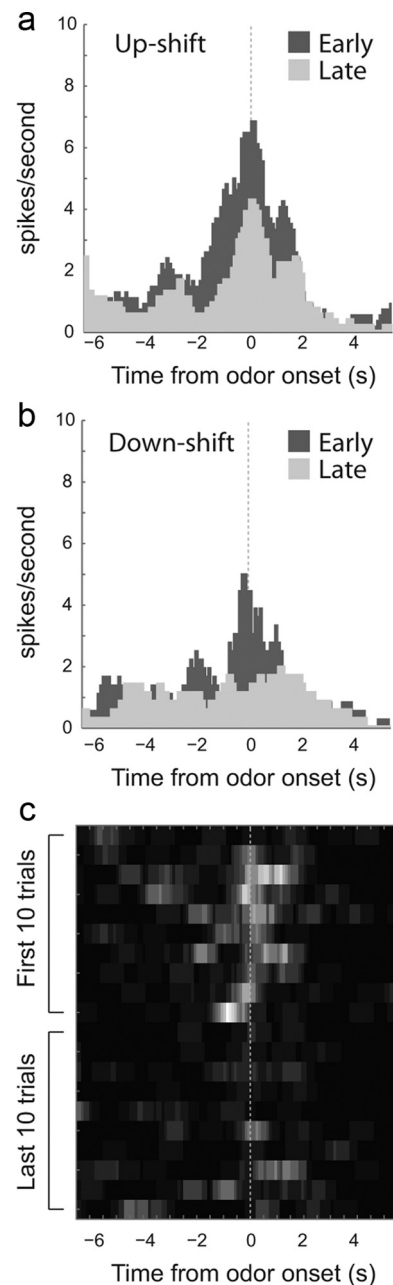 a
Up-shift
Early
Late
spikes/second
10
8
6
4
2
0
−6 −4 −2 0 2 4
Time from odor onset (s)
b
Down-shift
Early
Late
spikes/second
10
8
6
4
2
0
−6 −4 −2 0 2 4
Time from odor onset (s)
c
First 10 trials
Last 10 trials
−6 −4 −2 0 2 4
Time from odor onset (s)